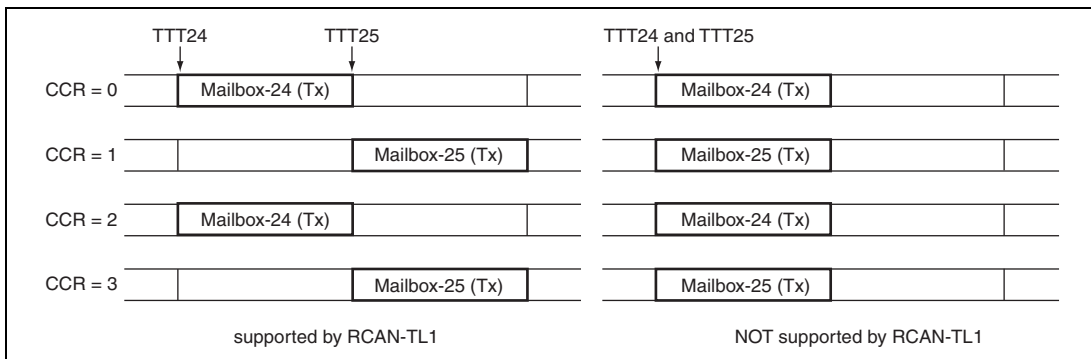 TTT24 TTT25 TTT24 and TTT25
CCR = 0 Mailbox-24 (Tx) Mailbox-24 (Tx)
CCR = 1 Mailbox-25 (Tx) Mailbox-25 (Tx)
CCR = 2 Mailbox-24 (Tx) Mailbox-24 (Tx)
CCR = 3 Mailbox-25 (Tx) Mailbox-25 (Tx)
supported by RCAN-TL1 NOT supported by RCAN-TL1